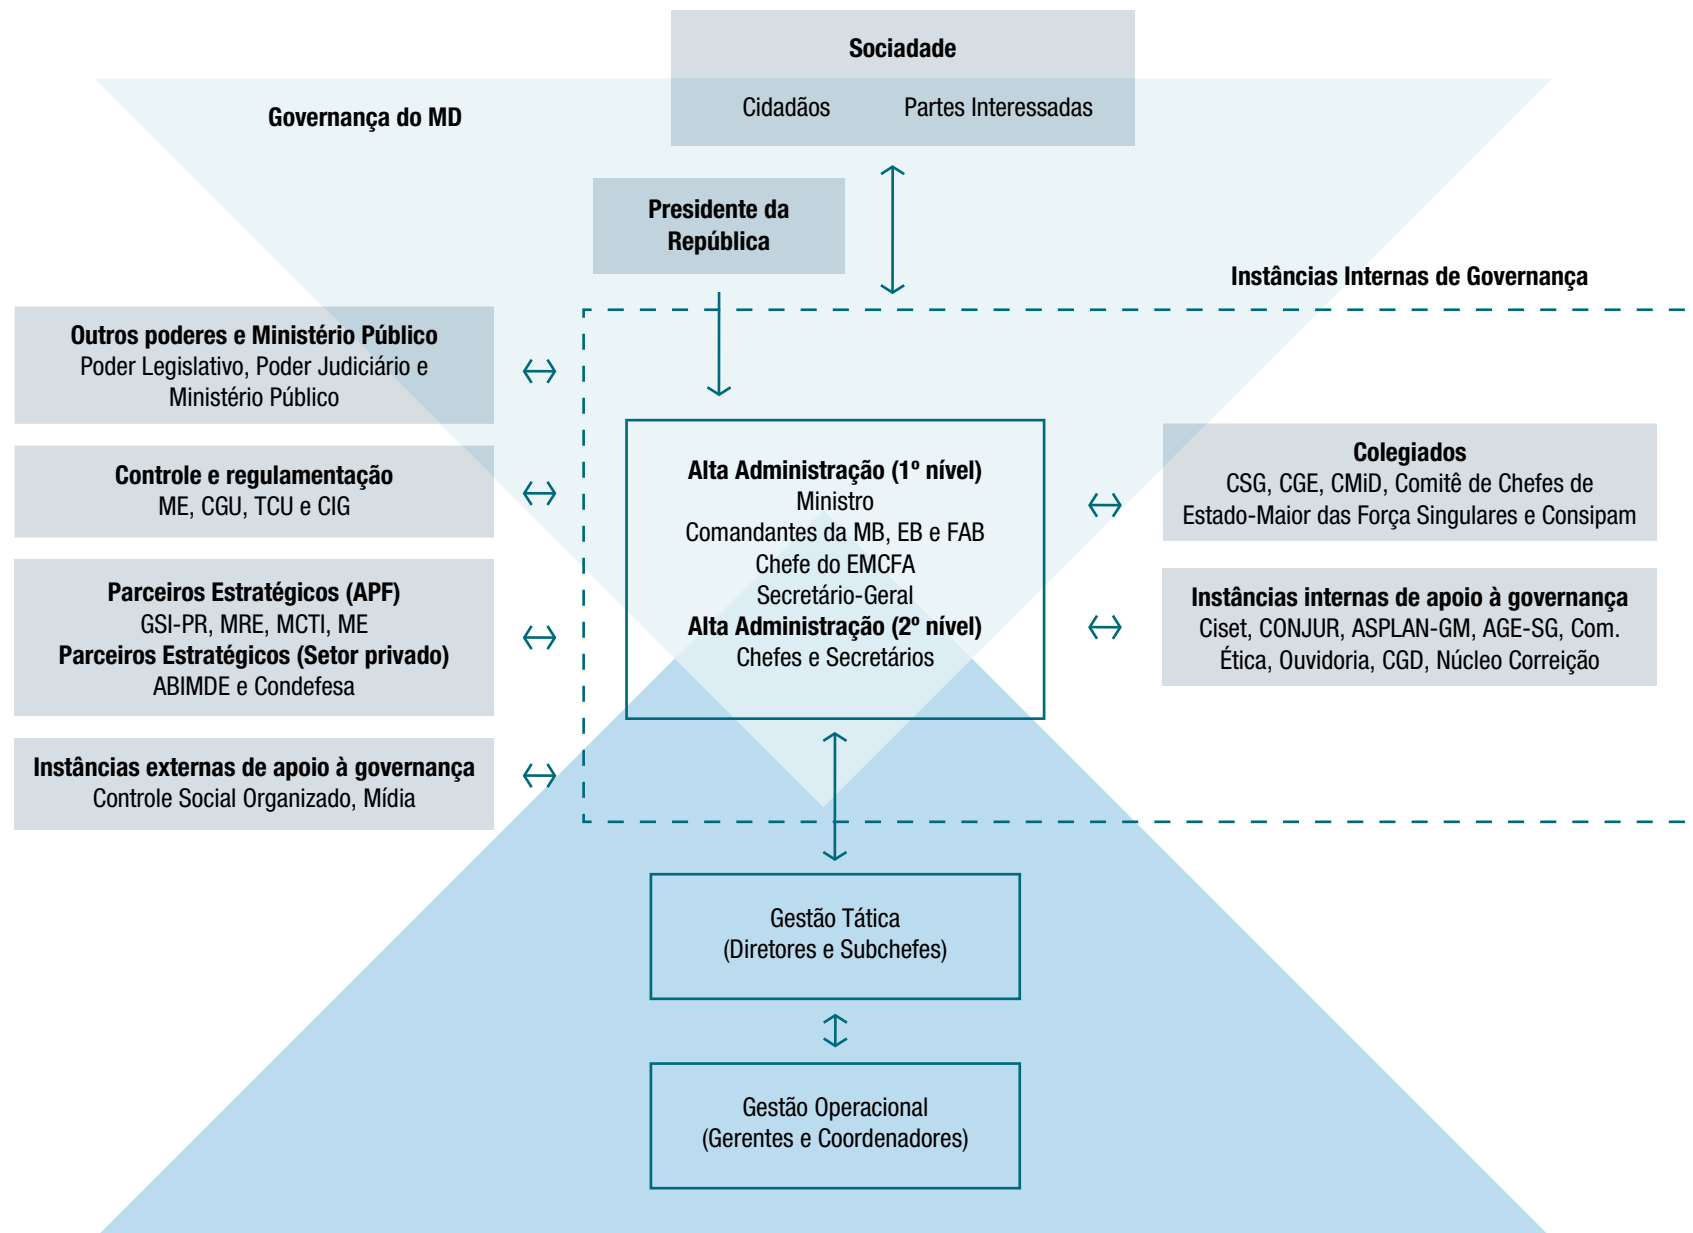 Sociadade
Cidadãos Partes Interessadas
Governança do MD
Presidente da
República
Instâncias Internas de Governança
Outros poderes e Ministério Público
Poder Legislativo, Poder Judiciário e
Ministério Público
Controle e regulamentação
ME, CGU, TCU e CIG
Parceiros Estratégicos (APF)
GSI-PR, MRE, MCTI, ME
Parceiros Estratégicos (Setor privado)
ABIMDE e Condefesa
Instâncias externas de apoio à governança
Controle Social Organizado, Mídia
Alta Administração (1º nível)
Ministro
Comandantes da MB, EB e FAB
Chefe do EMCFA
Secretário-Geral
Alta Administração (2º nível)
Chefes e Secretários
Colegiados
CSG, CGE, CMiD, Comitê de Chefes de
Estado-Maior das Força Singulares e Consipam
Instâncias internas de apoio à governança
Ciset, CONJUR, ASPLAN-GM, AGE-SG, Com.
Ética, Ouvidoria, CGD, Núcleo Correição
Gestão Tática
(Diretores e Subchefes)
Gestão Operacional
(Gerentes e Coordenadores)